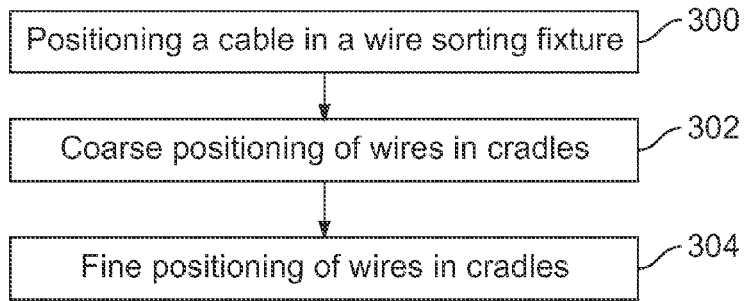 Positioning a cable in a wire sorting fixture
300
Coarse positioning of wires in cradles
302
Fine positioning of wires in cradles
304